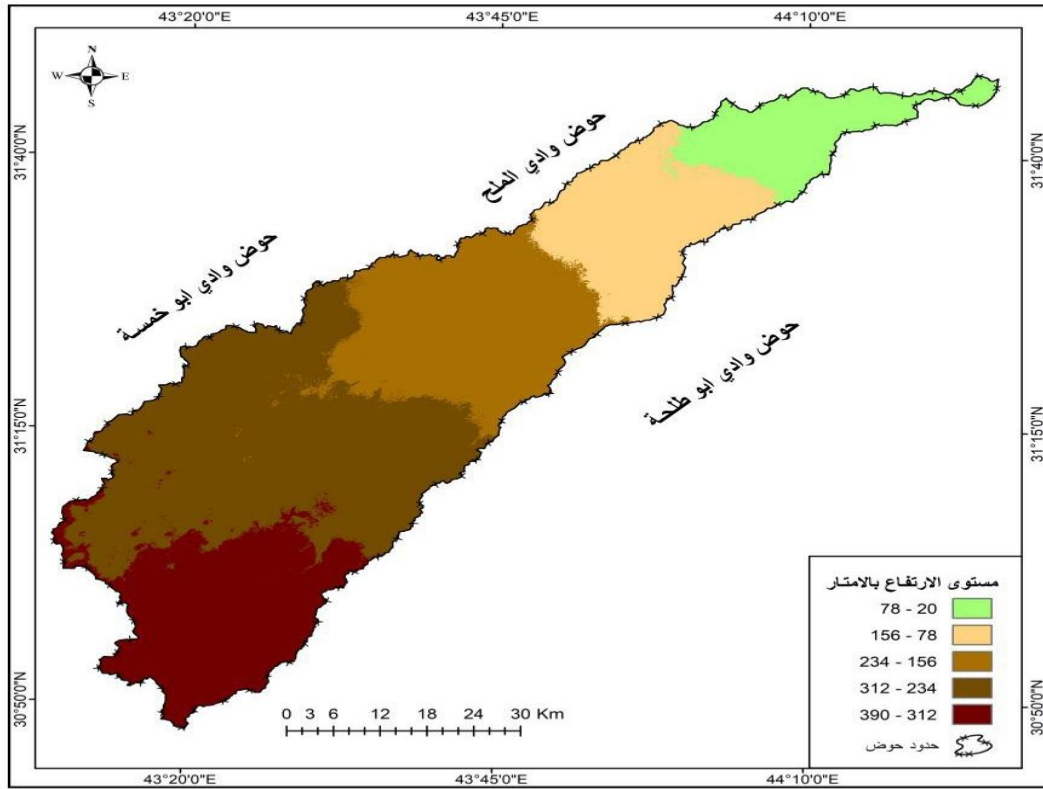 43°20'0"E
43°45'0"E
44°10'0"E
N
W
E
S
31°40'0"N
31°40'0"N
حوض وادي الملح
حوض وادي ابو خمسة
حوض وادي ابو طلحة
31°15'0"N
31°15'0"N
مستوى الارتفاع بالامتار
78 - 20
156 - 78
234 - 156
312 - 234
390 - 312
حدود حوض
30°50'0"N
30°50'0"N
0 3 6 12 18 24 30 Km
43°20'0"E
43°45'0"E
44°10'0"E